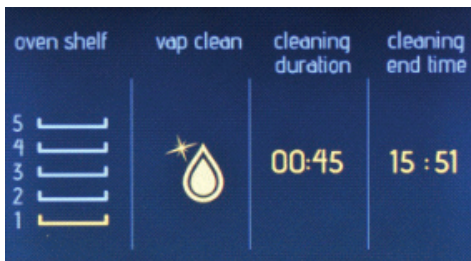 oven shelf
vap clean
cleaning
duration
cleaning
end time
5
4
3
2
1
00:45
15:51